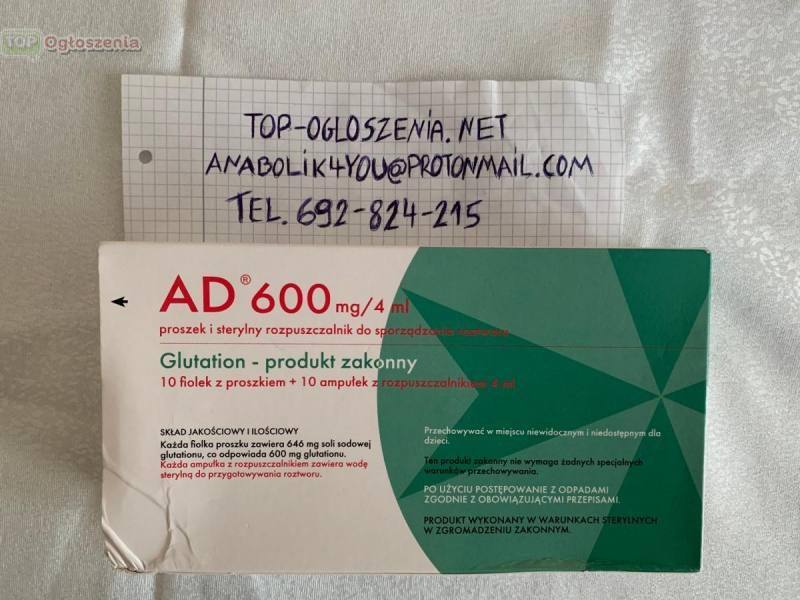 TOP Ogłoszenia
TOP-OGLOSZENIA.NET
ANABOLIK4YOU@PROTONMAIL.COM
TEL. 692-824-215
AD® 600 mg/4 ml
proszek i sterylny rozpuszczalnik do sporządzania roztworu
Glutation - produkt zakonny
10 fiolek z proszkiem + 10 ampułek z rozpuszczalnikiem 4 ml
SKŁAD JAKOŚCIOWY I ILOŚCIOWY
Każda fiolka proszku zawiera 646 mg soli sodowej
glutationu, co odpowiada 600 mg glutationu.
Każda ampułka z rozpuszczalnikiem zawiera wodę
sterylną do przygotowywania roztworu.
Przechowywać w miejscu niewidocznym i niedostępnym dla
dzieci.
Ten produkt zakonny nie wymaga żadnych specjalnych
warunków przechowywania.
PO UŻYCIU POSTĘPOWANIE Z ODPADAMI
ZGODNIE Z OBOWIĄZUJĄCYMI PRZEPISAMI.
PRODUKT WYKONANY W WARUNKACH STERYLNYCH
W ZGROMADZENIU ZAKONNYM.